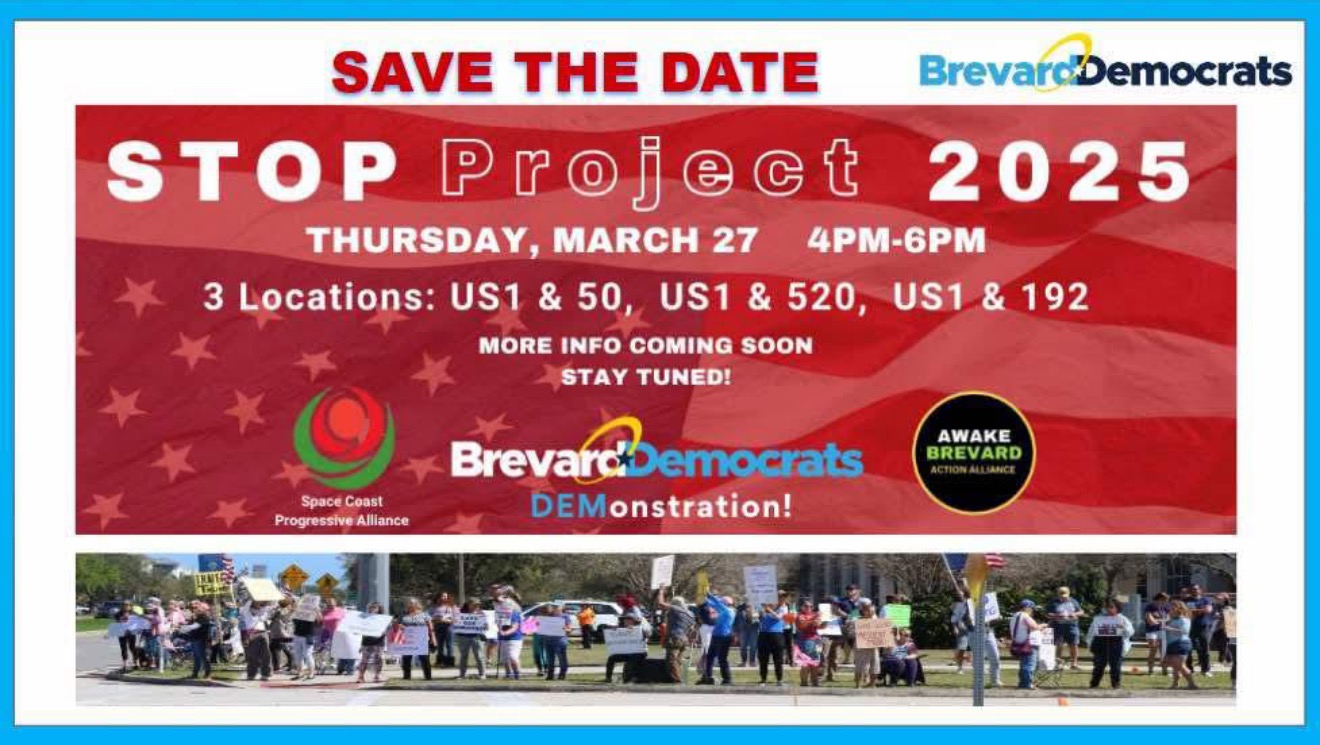 SAVE THE DATE
BrevardDemocrats
STOP Project 2025
THURSDAY, MARCH 27 4PM-6PM
3 Locations: US1 & 50, US1 & 520, US1 & 192
MORE INFO COMING SOON
STAY TUNED!
Space Coast
Progressive Alliance
BrevardDemocrats
DEMonstration!
AWAKE
BREVARD
ACTION ALLIANCE